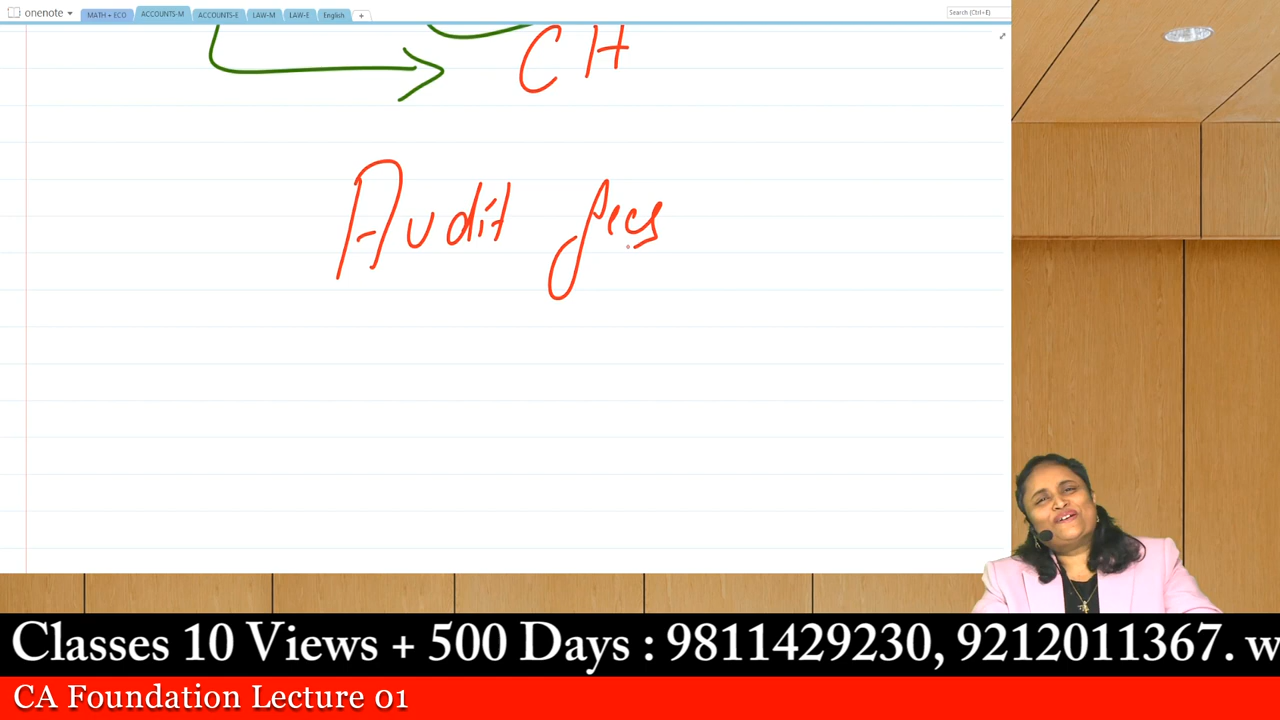 onenote MATH + ECO ACCOUNTS-M ACCOUNTS-E LAW-M LAW-E English + Search (Ctrl+E)
CH
Audit fees
Classes 10 Views + 500 Days : 9811429230, 9212011367. w
CA Foundation Lecture 01